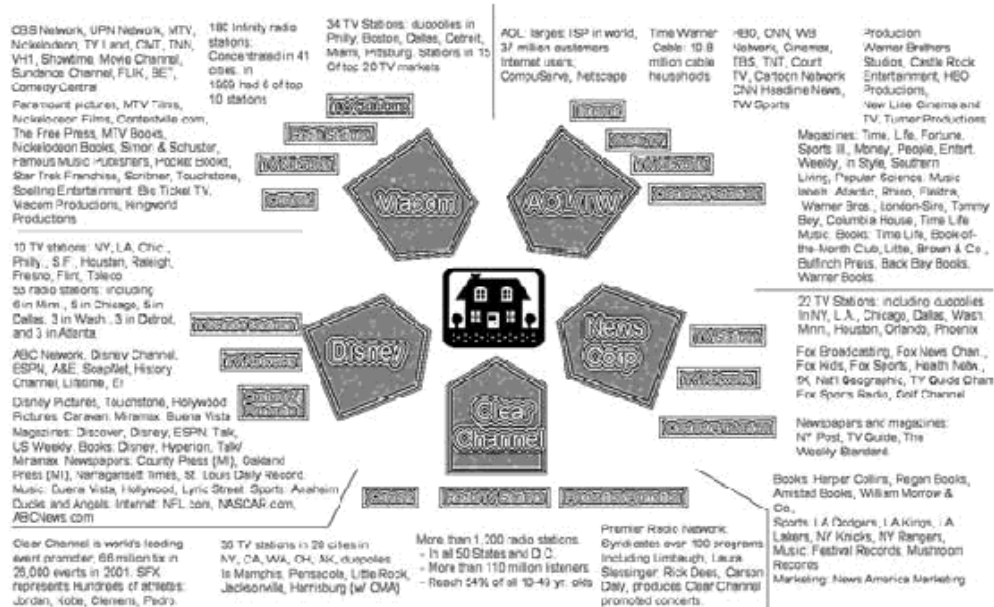 CBS Network, UPN Network, MTV,
Nickelodeon, TV Land, CMT, TNN,
VH1, Showtime, Movie Channel,
Sundance Channel, FLIX, BET,
Comedy Central
Paramount pictures, MTV Films,
Nickelodeon Films, Contentville.com,
The Free Press, MTV Books,
Nickelodeon Books, Simon & Schuster,
Famous Music Publishers, Pocket Books,
Star Trek Franchise, Scribner, Touchstone,
Spelling Entertainment, Big Ticket TV,
Viacom Productions, Kingworld
Productions
180 Infinity radio
stations:
Concentrated in 41
cities. In
1999 had 6 of top
10 stations
34 TV Stations: duopolies in
Philly, Boston, Dallas, Detroit,
Miami, Pittsburg. Stations in 15
Of top 20 TV markets
AOL: largest ISP in world,
37 million customers
Internet users;
CompuServe, Netscape
Time Warner
Cable: 10.8
million cable
households
HBO, CNN, WB
Network, Cinemax,
TBS, TNT, Court
TV, Cartoon Network
CNN Headline News,
TW Sports
Production
Warner Brothers
Studios, Castle Rock
Entertainment, HBO
Productions,
New Line Cinema and
TV, Turner Productions
Magazines: Time, Life, Fortune,
Sports Ill., Money, People, Entert.
Weekly, In Style, Southern
Living, Popular Science. Music
labels: Atlantic, Rhino, Elektra,
Warner Bros., London-Sire, Tommy
Boy, Columbia House, Time Life
Music. Books: Time Life, Book-of-
the-Month Club, Little, Brown & Co.,
Bulfinch Press, Back Bay Books,
Warner Books.
Viacom
AOL/TW
10 TV stations: NY, LA, Chic.,
Philly., S.F., Houston, Raleigh,
Fresno, Flint, Toledo
55 radio stations: including
6 in Minn., 5 in Chicago, 5 in
Dallas, 3 in Wash., 3 in Detroit,
and 3 in Atlanta
ABC Network, Disney Channel,
ESPN, A&E, SoapNet, History
Channel, Lifetime, E!
Disney Pictures, Touchstone, Hollywood
Pictures, Caravan, Miramax, Buena Vista
Magazines: Discover, Disney, ESPN, Talk,
US Weekly. Books: Disney, Hyperion, Talk/
Miramax. Newspapers: County Press (MI), Oakland
Press (MI), Narragansett Times, St. Louis Daily Record.
Music: Buena Vista, Hollywood, Lyric Street. Sports: Anaheim
Ducks and Angels. Internet: NFL.com, NASCAR.com,
ABCNews.com
Disney
News
Corp
Clear
Channel
22 TV Stations: including duopolies
In NY, L.A., Chicago, Dallas, Wash.
Minn., Houston, Orlando, Phoenix
Fox Broadcasting, Fox News Chan.,
Fox Kids, Fox Sports, Health Netw.,
FX, Nat'l Geographic, TV Guide Chan
Fox Sports Radio, Golf Channel
Newspapers and magazines:
NY Post, TV Guide, The
Weekly Standard
Books: Harper Collins, Regan Books,
Amistad Books, William Morrow &
Co.,
Sports: LA Dodgers, LA Kings, LA
Lakers, NY Knicks, NY Rangers,
Music: Festival Records, Mushroom
Records
Marketing: News America Marketing
Clear Channel is world's leading
event promoter, 66 million tix in
26,000 events in 2001. SFX
represents Hundreds of athletes:
Jordan, Kobe, Clemens, Pedro.
TV stations in 28 cities in
NY, CA, WA, OH, AK, duopolies
In Memphis, Pensacola, Little Rock,
Jacksonville, Harrisburg (w/ CMA)
More than 1,200 radio stations
- In all 50 States and D.C.
- More than 110 million listeners
- Reach 54% of all 18-49 yr. olds
Premier Radio Network.
Syndicates over 100 programs
Including Limbaugh, Laura
Slessinger, Rick Dees, Carson
Daly, produces Clear Channel
promoted concerts.